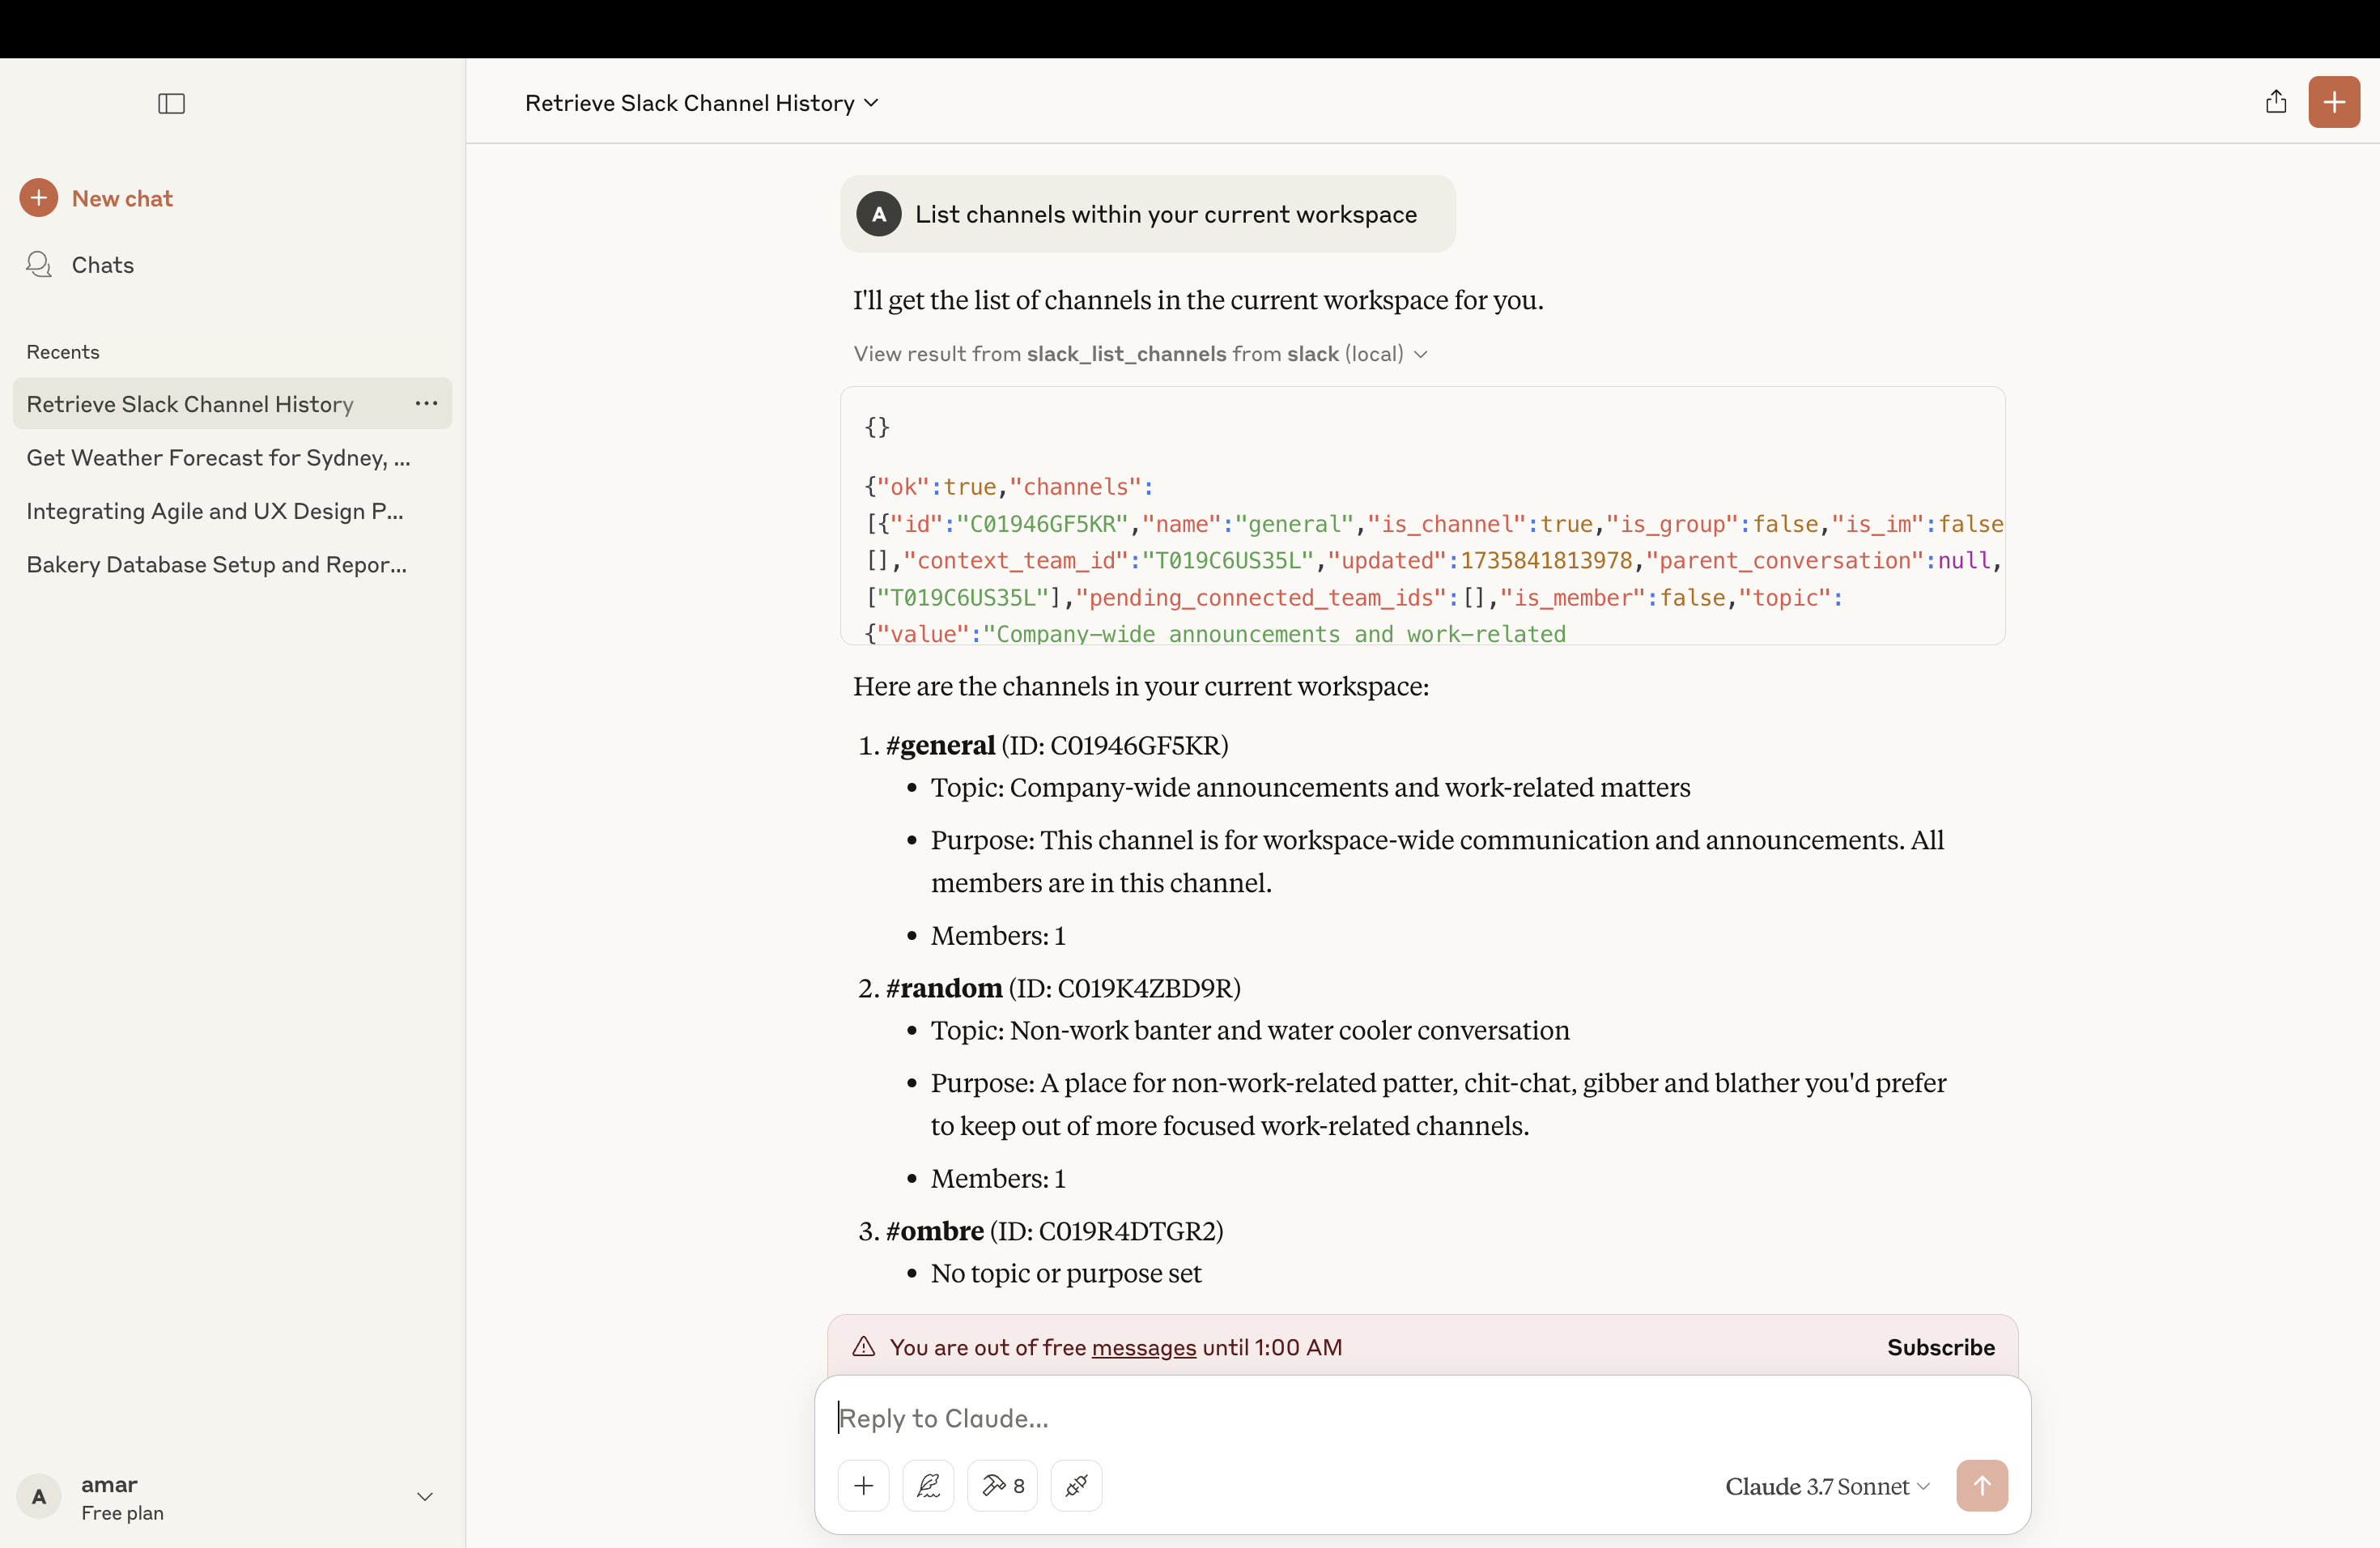 Retrieve Slack Channel History
New chat
Chats
Recents
Retrieve Slack Channel History
Get Weather Forecast for Sydney, ...
Integrating Agile and UX Design P...
Bakery Database Setup and Repor...
A List channels within your current workspace
I'll get the list of channels in the current workspace for you.
View result from slack_list_channels from slack (local)
{}
{"ok":true,"channels":
[{"id":"C01946GF5KR","name":"general","is_channel":true,"is_group":false,"is_im":false
[],"context_team_id":"T019C6US35L","updated":1735841813978,"parent_conversation":null,
["T019C6US35L"],"pending_connected_team_ids":[],"is_member":false,"topic":
{"value":"Company-wide announcements and work-related
Here are the channels in your current workspace:
1. #general (ID: C01946GF5KR)
• Topic: Company-wide announcements and work-related matters
• Purpose: This channel is for workspace-wide communication and announcements. All
members are in this channel.
• Members: 1
2. #random (ID: C019K4ZBD9R)
• Topic: Non-work banter and water cooler conversation
• Purpose: A place for non-work-related patter, chit-chat, gibber and blather you'd prefer
to keep out of more focused work-related channels.
• Members: 1
3. #ombre (ID: C019R4DTGR2)
• No topic or purpose set
You are out of free messages until 1:00 AM
Subscribe
Reply to Claude...
8
Claude 3.7 Sonnet
A
amar
Free plan